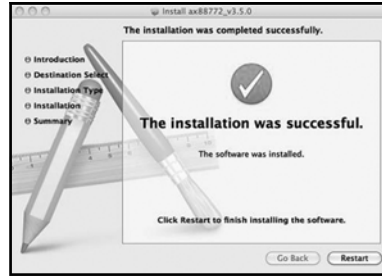 Install ax88772_v3.5.0
The installation was completed successfully.
Introduction
Destination Select
Installation Type
Installation
Summary
The installation was successful.
The software was installed.
Click Restart to finish installing the software.
Go Back
Restart